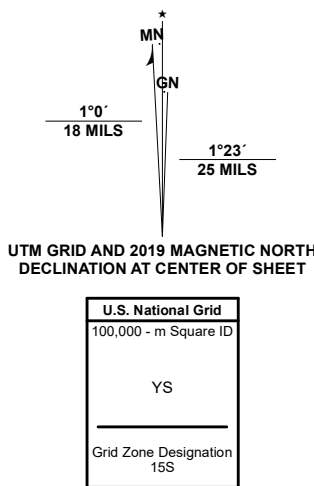 ★
MN
GN
1°0´
18 MILS
1°23´
25 MILS
UTM GRID AND 2019 MAGNETIC NORTH
DECLINATION AT CENTER OF SHEET
U.S. National Grid
100,000 - m Square ID
YS
Grid Zone Designation
15S